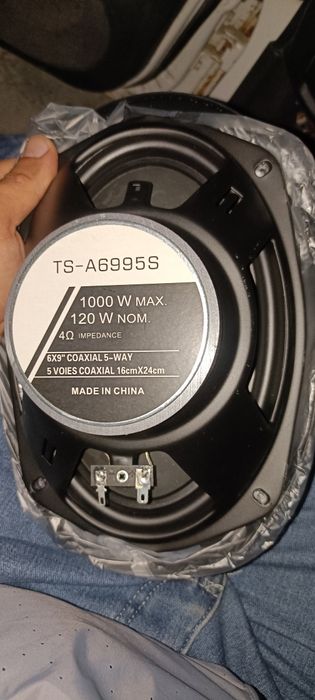 TS-A6995S
1000 W MAX.
120 W NOM.
4Ω IMPEDANCE
6X9" COAXIAL 5-WAY
5 VOIES COAXIAL 16cmX24cm
MADE IN CHINA